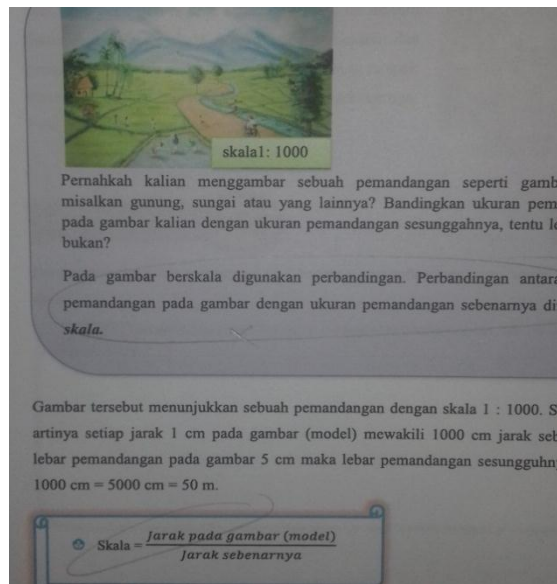 skala1: 1000
Pernahkah kalian menggambar sebuah pemandangan seperti gamb
misalkan gunung, sungai atau yang lainnya? Bandingkan ukuran pem
pada gambar kalian dengan ukuran pemandangan sesunggahnya, tentu l
bukan?
Pada gambar berskala digunakan perbandingan. Perbandingan antara
pemandangan pada gambar dengan ukuran pemandangan sebenarnya di
skala.
Gambar tersebut menunjukkan sebuah pemandangan dengan skala 1 : 1000. S
artinya setiap jarak 1 cm pada gambar (model) mewakili 1000 cm jarak seb
lebar pemandangan pada gambar 5 cm maka lebar pemandangan sesungguhn
1000 cm = 5000 cm = 50 m.
Skala = Jarak pada gambar (model)
Jarak sebenarnya